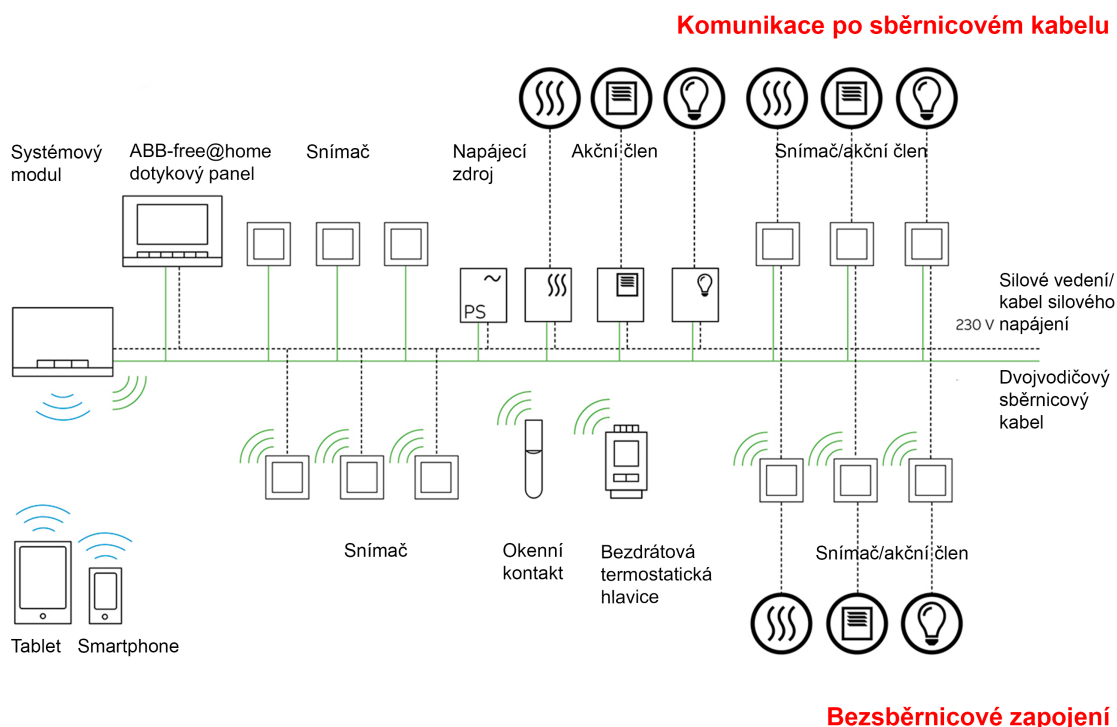 Komunikace po sběrnicovém kabelu
Systémový
modul
ABB-free@home
dotykový panel
Snímač
Napájecí
zdroj
Akční člen
Snímač/akční člen
PS
Silové vedení/
kabel silového
230 V napájení
Dvojvodičový
sběrnicový
kabel
Snímač
Okenní
kontakt
Bezdrátová
termostatická
hlavice
Snímač/akční člen
Tablet
Smartphone
Bezsběrnicové zapojení